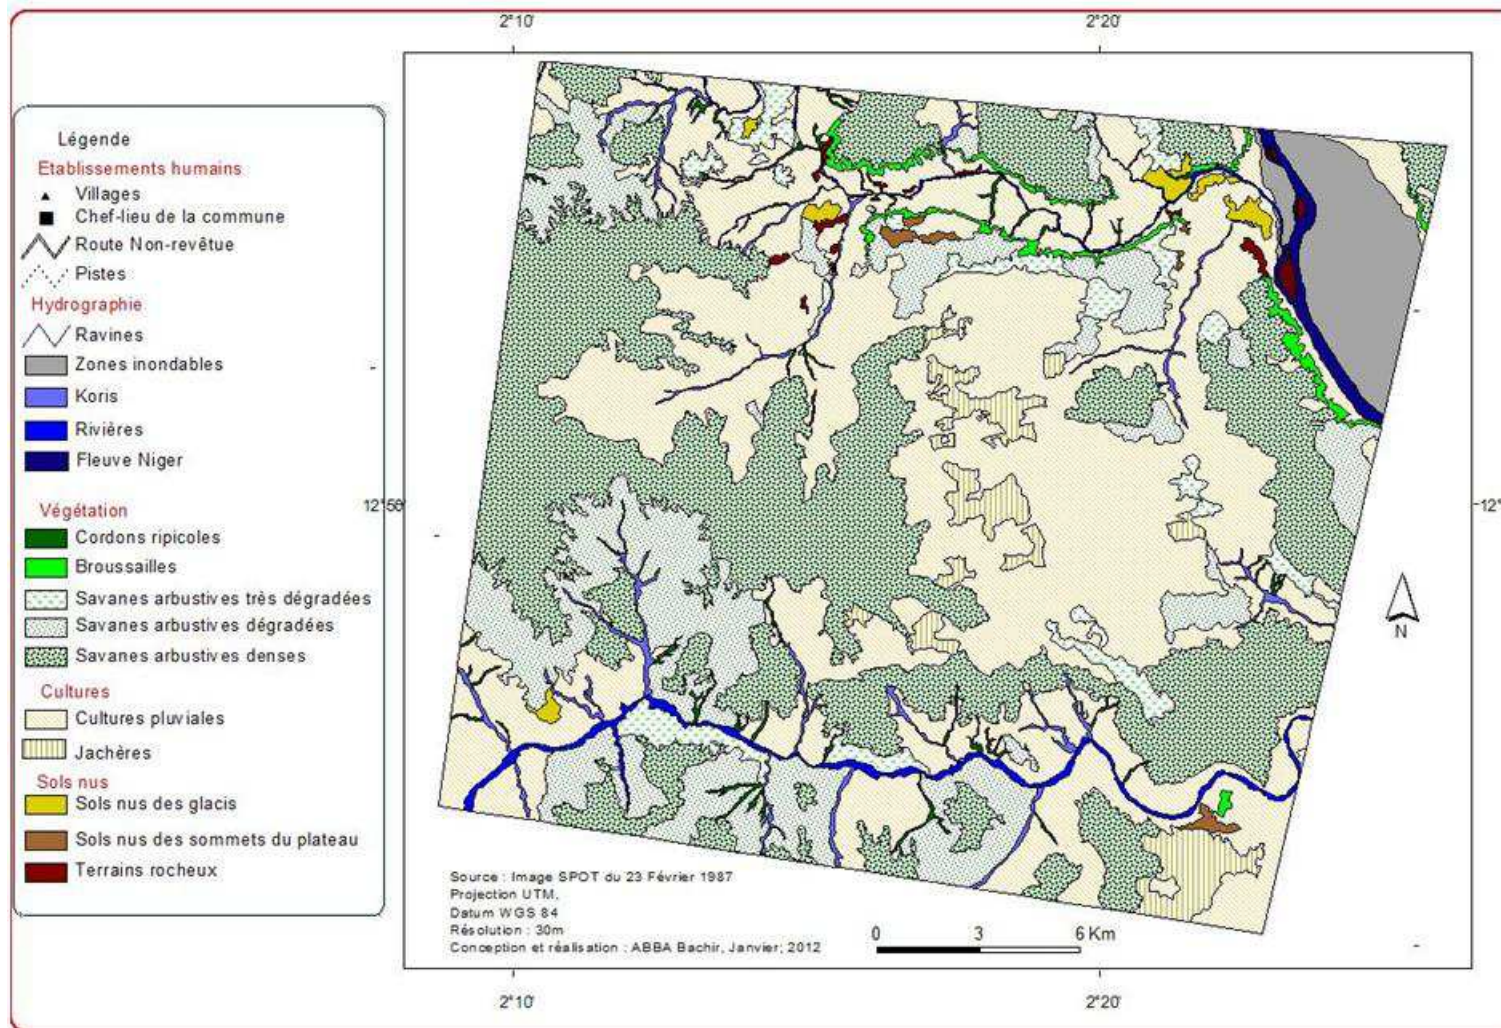 2°10' 2°20'
Légende
Etablissements humains
Villages
Chef-lieu de la commune
Route Non-revêtue
Pistes
Hydrographie
Ravines
Zones inondables
Koris
Rivières
Fleuve Niger
Végétation
Cordons ripicoles
Broussailles
Savanes arbustives très dégradées
Savanes arbustives dégradées
Savanes arbustives denses
Cultures
Cultures pluviales
Jachères
Sols nus
Sols nus des glacis
Sols nus des sommets du plateau
Terrains rocheux
12°
N
Source : Image SPOT du 23 Février 1987
Projection UTM,
Datum WGS 84
Résolution : 30m
Conception et réalisation : ABBA Bachir, Janvier; 2012
0 3 6 Km
2°10' 2°20'